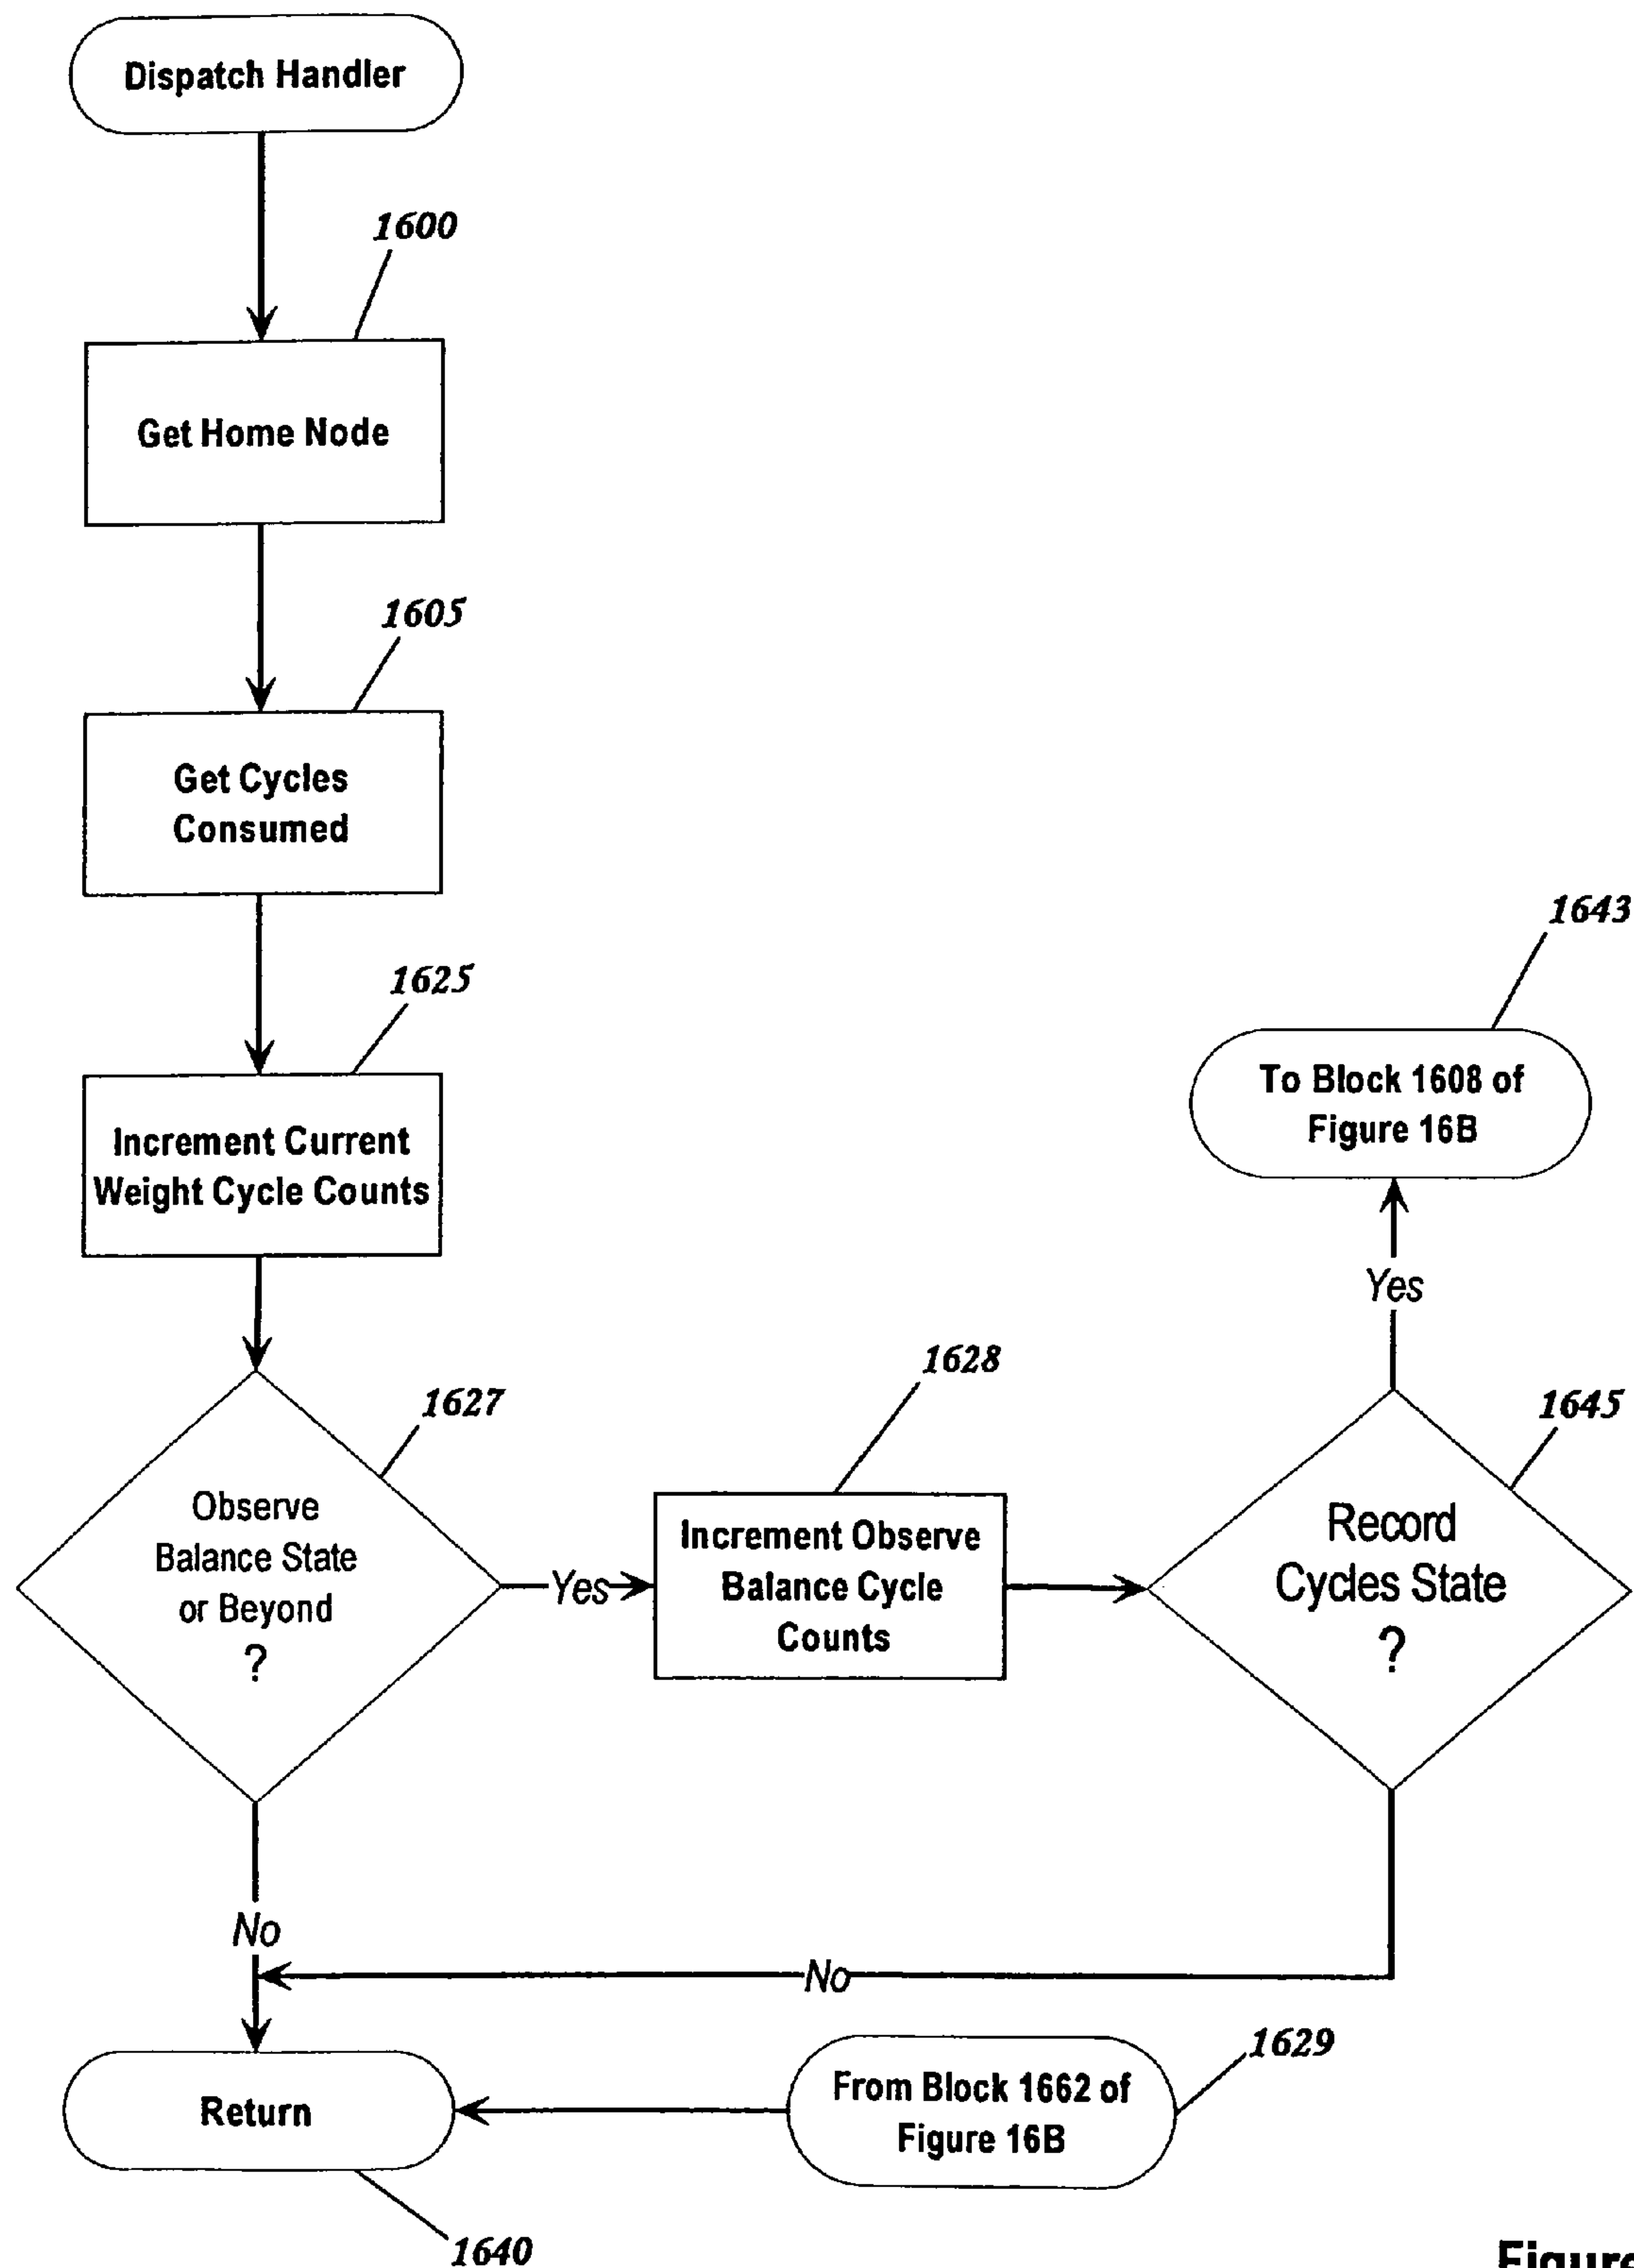 Dispatch Handler
1600
Get Home Node
1605
Get Cycles
Consumed
1625
Increment Current
Weight Cycle Counts
1643
To Block 1608 of
Figure 16B
Yes
1627
Observe
Balance State
or Beyond
?
Yes
1628
Increment Observe
Balance Cycle
Counts
1645
Record
Cycles State
?
No
No
Return
1640
From Block 1662 of
Figure 16B
1629
Figure